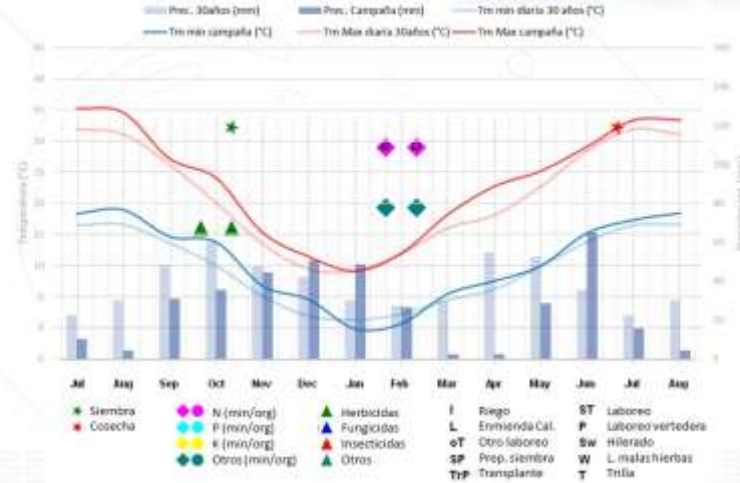 Prec. 30años (mm) Prec. Campaña (mm) Tm min diaria 30 años (°C)
Tm min campaña (°C) Tm Max diaria 30años (°C) Tm Max campaña (°C)
Temperatura (°C)
Jul Aug Sep Oct Nov Dec Jan Feb Mar Apr May Jun Jul Aug
Siembra
Cosecha
N (min/org)
P (min/org)
K (min/org)
Otros (min/org)
Herbicidas
Fungicidas
Insecticidas
Otros
I Riego
L Enmienda Cal.
oT Otro laboreo
SP Prep. siembra
TrP Transplante
ST Laboreo
P Laboreo vertedera
Sw Hilerado
W L. malas hierbas
T Trilla